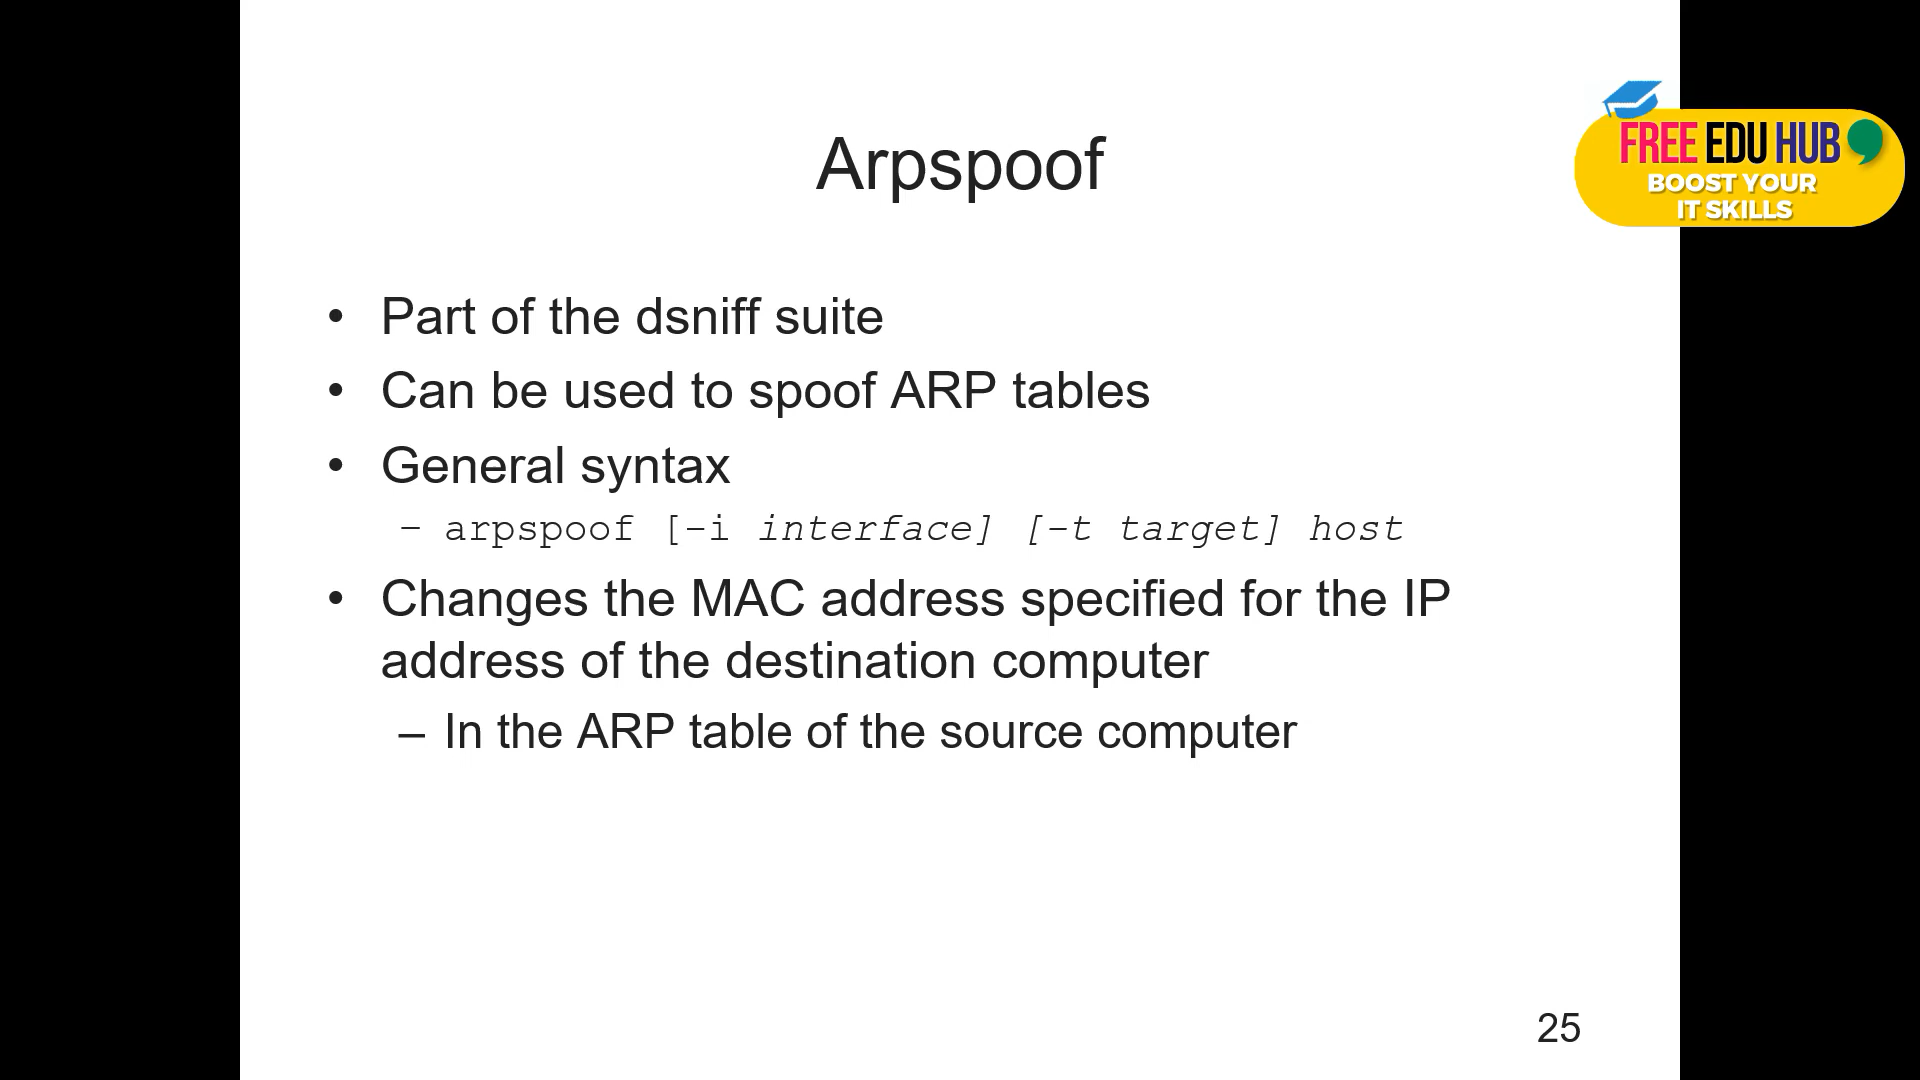 Arpspoof
FREE EDU HUB
BOOST YOUR
IT SKILLS
• Part of the dsniff suite
• Can be used to spoof ARP tables
• General syntax
– arpspoof [-i interface] [-t target] host
• Changes the MAC address specified for the IP
address of the destination computer
– In the ARP table of the source computer
25